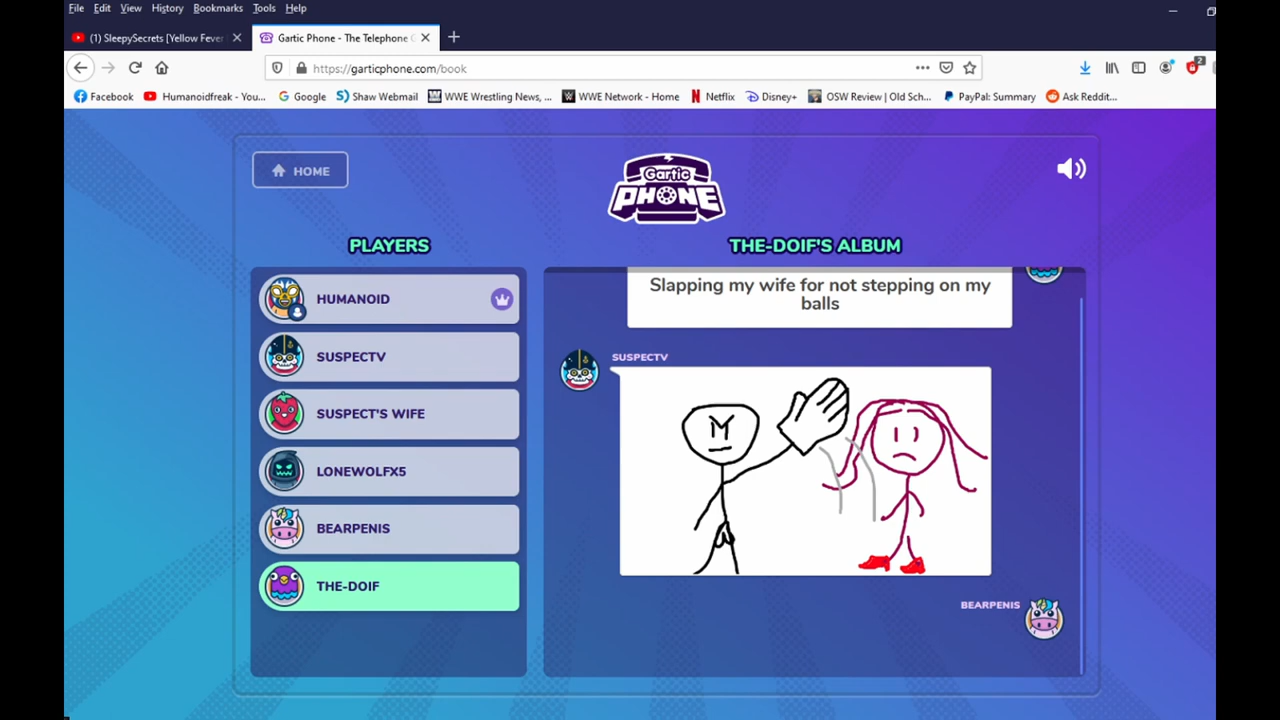 File Edit View History Bookmarks Tools Help
(1) SleepySecrets [Yellow Fever
Gartic Phone - The Telephone G
https://garticphone.com/book
2
Facebook Humanoidfreak - You... Google Shaw Webmail WWE Wrestling News, ... WWE Network - Home Netflix Disney+ OSW Review | Old Sch... PayPal: Summary Ask Reddit...
HOME
Gartic
PHONE
PLAYERS
THE-DOIF'S ALBUM
HUMANOID
SUSPECTV
SUSPECT'S WIFE
LONEWOLFX5
BEARPENIS
THE-DOIF
Slapping my wife for not stepping on my
balls
SUSPECTV
BEARPENIS